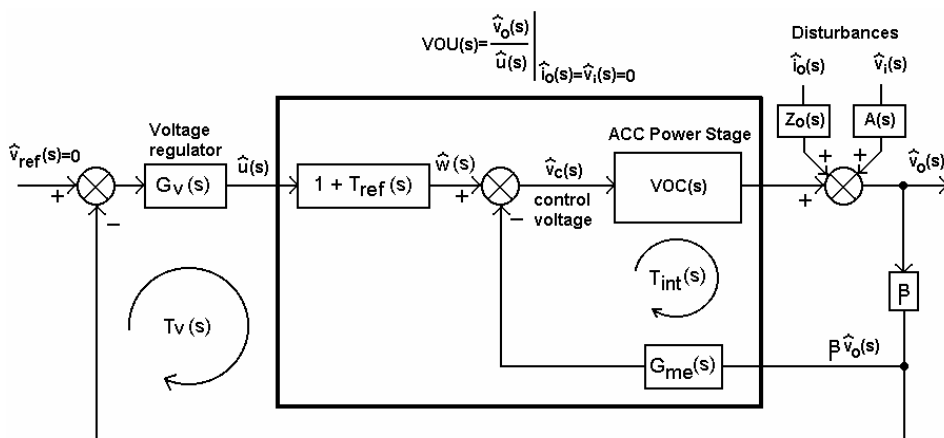 VOU(s)= v̂o(s) / û(s) | îo(s)=v̂i(s)=0
Disturbances
îo(s)
v̂i(s)
Zo(s)
A(s)
v̂ref(s)=0
Voltage
regulator
Gv(s)
û(s)
1 + Tref(s)
ŵ(s)
v̂c(s)
control
voltage
ACC Power Stage
VOC(s)
v̂o(s)
+
−
+
−
+
+
+
Tv(s)
Tint(s)
Gme(s)
β
βv̂o(s)